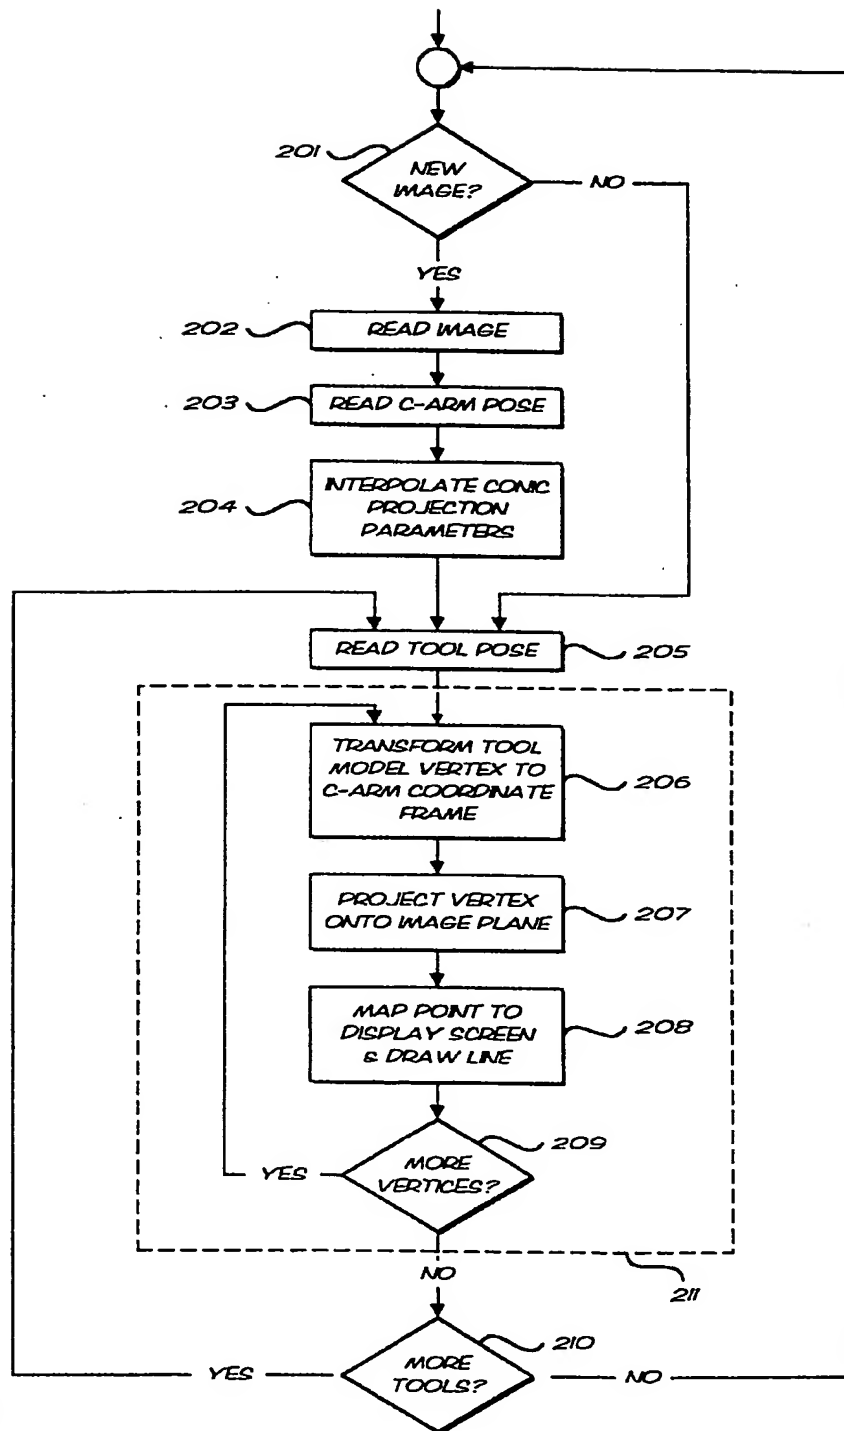 201
NEW
IMAGE?
NO
YES
202
READ IMAGE
203
READ C-ARM POSE
204
INTERPOLATE CONIC
PROJECTION
PARAMETERS
READ TOOL POSE
205
TRANSFORM TOOL
MODEL VERTEX TO
C-ARM COORDINATE
FRAME
206
PROJECT VERTEX
ONTO IMAGE PLANE
207
MAP POINT TO
DISPLAY SCREEN
& DRAW LINE
208
209
MORE
VERTICES?
YES
NO
211
210
MORE
TOOLS?
YES
NO